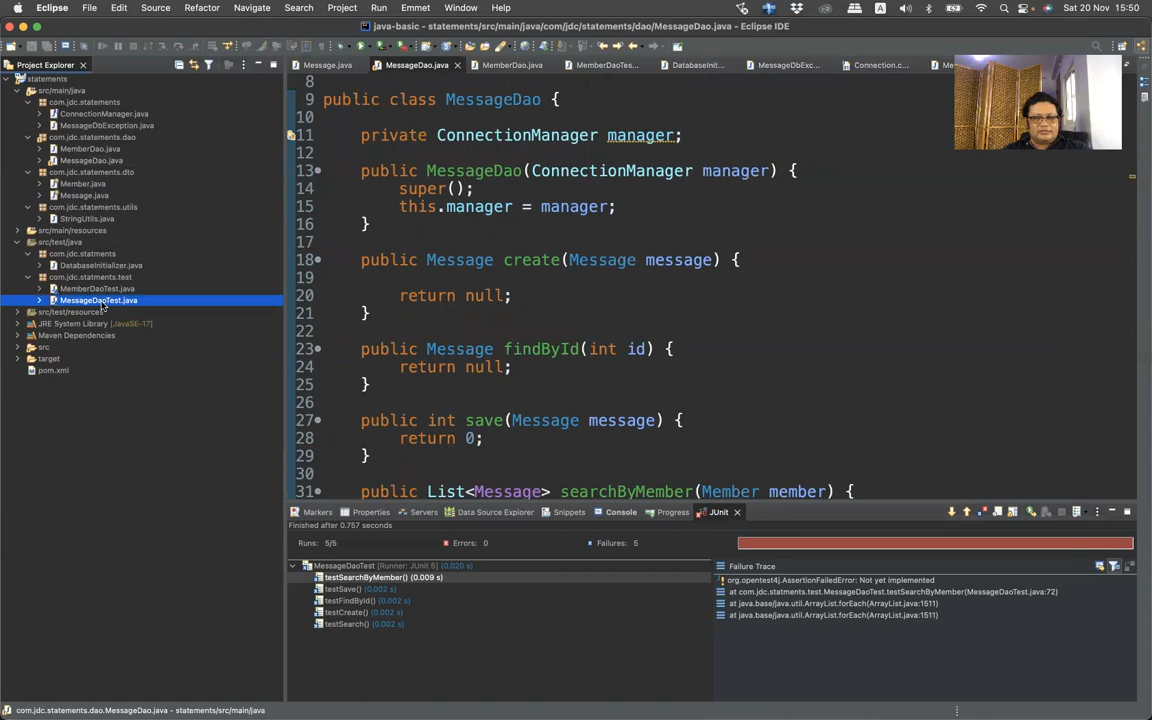 Eclipse File Edit Source Refactor Navigate Search Project Run Emmet Window Help A Sat 20 Nov 15:50
java-basic - statements/src/main/java/com/jdc/statements/dao/MessageDao.java - Eclipse IDE
Project Explorer
Message.java MessageDao.java MemberDao.java MemberDaoTes... DatabaseInitializ... MessageDbExc... Connection.c... Me
statements
src/main/java
com.jdc.statements
ConnectionManager.java
MessageDbException.java
com.jdc.statements.dao
MemberDao.java
MessageDao.java
com.jdc.statements.dto
Member.java
Message.java
com.jdc.statements.utils
StringUtils.java
src/main/resources
src/test/java
com.jdc.statments
DatabaseInitializer.java
com.jdc.statments.test
MemberDaoTest.java
MessageDaoTest.java
src/test/resources
JRE System Library [JavaSE-17]
Maven Dependencies
src
target
pom.xml
8
9 public class MessageDao {
10
11 private ConnectionManager manager;
12
13 public MessageDao(ConnectionManager manager) {
14 super();
15 this.manager = manager;
16 }
17
18 public Message create(Message message) {
19
20 return null;
21 }
22
23 public Message findById(int id) {
24 return null;
25 }
26
27 public int save(Message message) {
28 return 0;
29 }
30
31 public List<Message> searchByMember(Member member) {
Markers Properties Servers Data Source Explorer Snippets Console Progress JUnit
Finished after 0.757 seconds
Runs: 5/5 Errors: 0 Failures: 5
MessageDaoTest [Runner: JUnit 5] (0.020 s)
testSearchByMember() (0.009 s)
testSave() (0.002 s)
testFindById() (0.002 s)
testCreate() (0.002 s)
testSearch() (0.002 s)
Failure Trace
org.opentest4j.AssertionFailedError: Not yet implemented
at com.jdc.statments.test.MessageDaoTest.testSearchByMember(MessageDaoTest.java:72)
at java.base/java.util.ArrayList.forEach(ArrayList.java:1511)
at java.base/java.util.ArrayList.forEach(ArrayList.java:1511)
com.jdc.statements.dao.MessageDao.java - statements/src/main/java